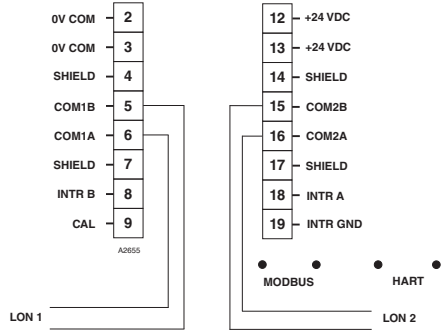 0V COM 2
0V COM 3
SHIELD 4
COM1B 5
COM1A 6
SHIELD 7
INTR B 8
CAL 9
A2655
12 +24 VDC
13 +24 VDC
14 SHIELD
15 COM2B
16 COM2A
17 SHIELD
18 INTR A
19 INTR GND
MODBUS HART
LON 1 LON 2